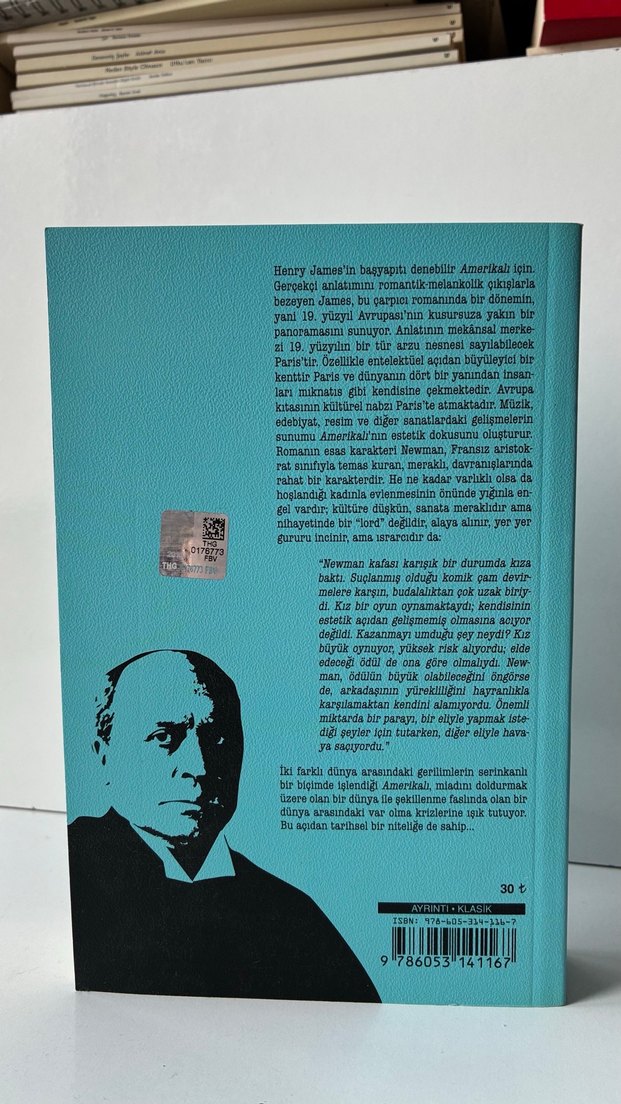 Henry James'in başyapıtı denebilir Amerikalı için.
Gerçekçi anlatımını romantik-melankolik çıkışlarla
bezeyen James, bu çarpıcı romanında bir dönemin,
yani 19. yüzyıl Avrupası'nın kusursuza yakın bir
panoramasını sunuyor. Anlatının mekânsal merke-
zi 19. yüzyılın bir tür arzu nesnesi sayılabilecek
Paris'tir. Özellikle entelektüel açıdan büyüleyici bir
kenttir Paris ve dünyanın dört bir yanından insan-
ları mıknatıs gibi kendisine çekmektedir. Avrupa
kıtasının kültürel nabzı Paris'te atmaktadır. Müzik,
edebiyat, resim ve diğer sanatlardaki gelişmelerin
sunumu Amerikalı'nın estetik dokusunu oluşturur.
Romanın esas karakteri Newman, Fransız aristok-
rat sınıfıyla temas kuran, meraklı, davranışlarında
rahat bir karakterdir. He ne kadar varlıklı olsa da
hoşlandığı kadınla evlenmesinin önünde yığınla en-
gel vardır; kültüre düşkün, sanata meraklıdır ama
nihayetinde bir "lord" değildir, alaya alınır, yer yer
gururu incinir, ama ısrarcıdır da:
THG
0176773
FBV
THG
"Newman kafası karışık bir durumda kıza
baktı. Suçlanmış olduğu komik çam devir-
melere karşın, budalalıktan çok uzak biriy-
di. Kız bir oyun oynamaktaydı; kendisinin
estetik açıdan gelişmemiş olmasına acıyor
değildi. Kazanmayı umduğu şey neydi? Kız
büyük oynuyor, yüksek risk alıyordu; elde
edeceği ödül de ona göre olmalıydı. New-
man, ödülün büyük olabileceğini öngörse
de, arkadaşının yürekliliğini hayranlıkla
karşılamaktan kendini alamıyordu. Önemli
miktarda bir parayı, bir eliyle yapmak iste-
diği şeyler için tutarken, diğer eliyle hava-
ya saçıyordu."
İki farklı dünya arasındaki gerilimlerin serinkanlı
bir biçimde işlendiği Amerikalı, miadını doldurmak
üzere olan bir dünya ile şekillenme faslında olan bir
dünya arasındaki var olma krizlerine ışık tutuyor.
Bu açıdan tarihsel bir niteliğe de sahip...
30 ₺
AYRINTI • KLASİK
ISBN: 978-605-314-116-7
9 786053 141167